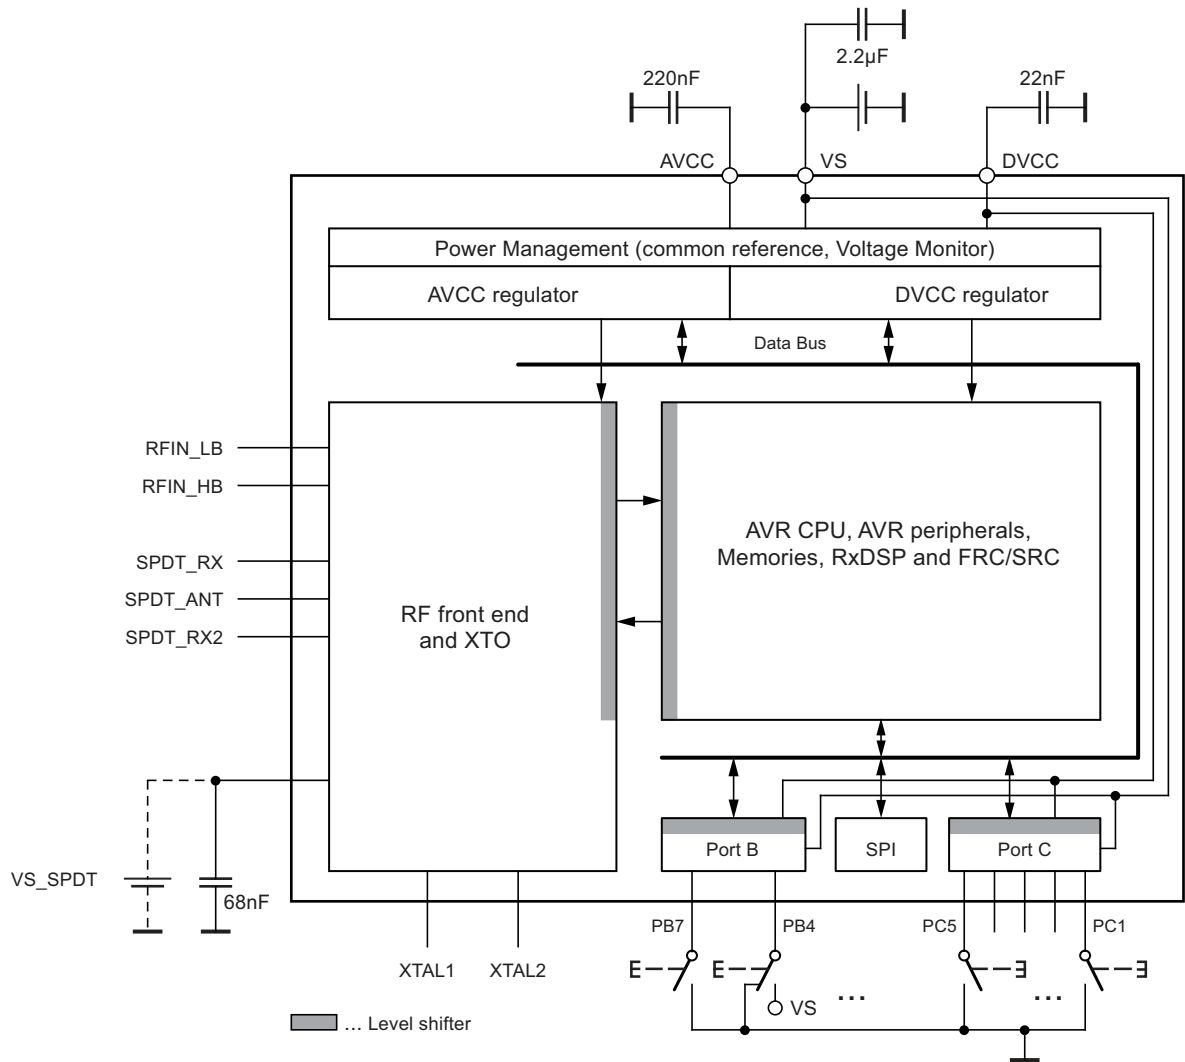 2.2µF
220nF
22nF
AVCC
VS
DVCC
Power Management (common reference, Voltage Monitor)
AVCC regulator
DVCC regulator
Data Bus
RFIN_LB
RFIN_HB
SPDT_RX
SPDT_ANT
SPDT_RX2
RF front end
and XTO
AVR CPU, AVR peripherals,
Memories, RxDSP and FRC/SRC
Port B
SPI
Port C
VS_SPDT
68nF
PB7
PB4
PC5
PC1
XTAL1
XTAL2
VS
...
...
... Level shifter